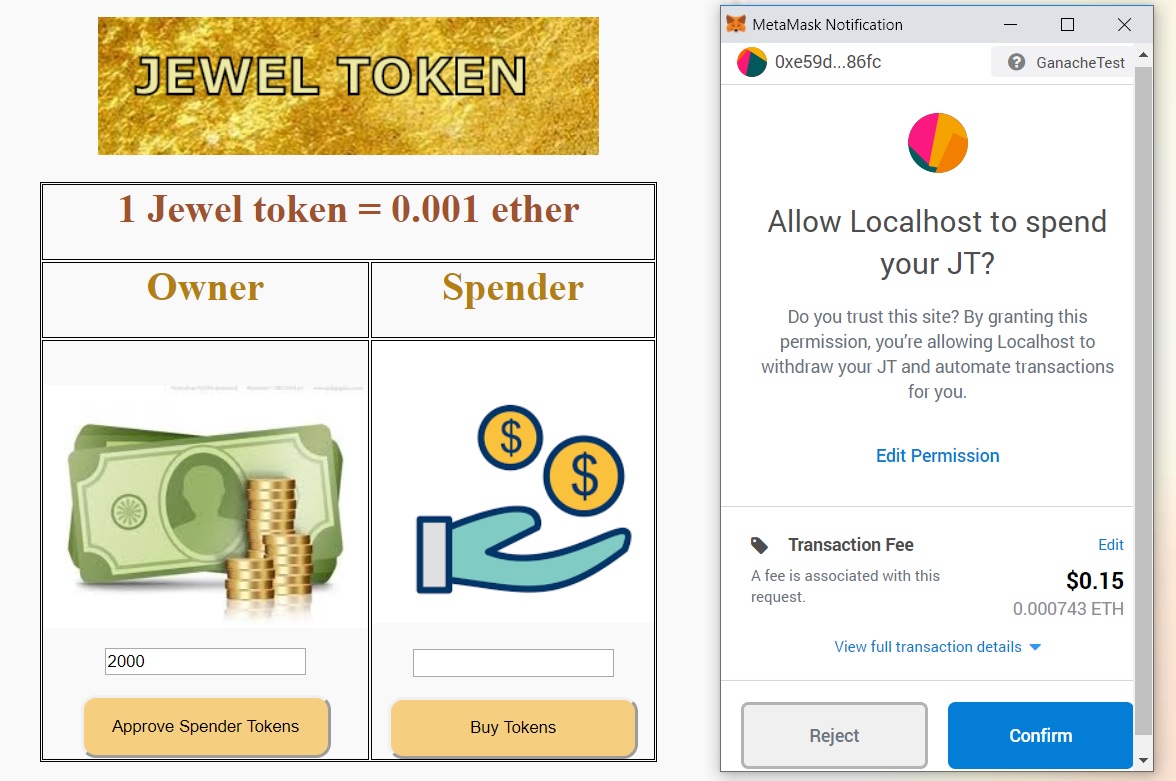 JEWEL TOKEN
1 Jewel token = 0.001 ether
Owner
Spender
$
$
2000
Approve Spender Tokens
Buy Tokens
MetaMask Notification
0xe59d...86fc
GanacheTest
Allow Localhost to spend
your JT?
Do you trust this site? By granting this
permission, you’re allowing Localhost to
withdraw your JT and automate transactions
for you.
Edit Permission
Transaction Fee
Edit
A fee is associated with this
request.
$0.15
0.000743 ETH
View full transaction details
Reject
Confirm